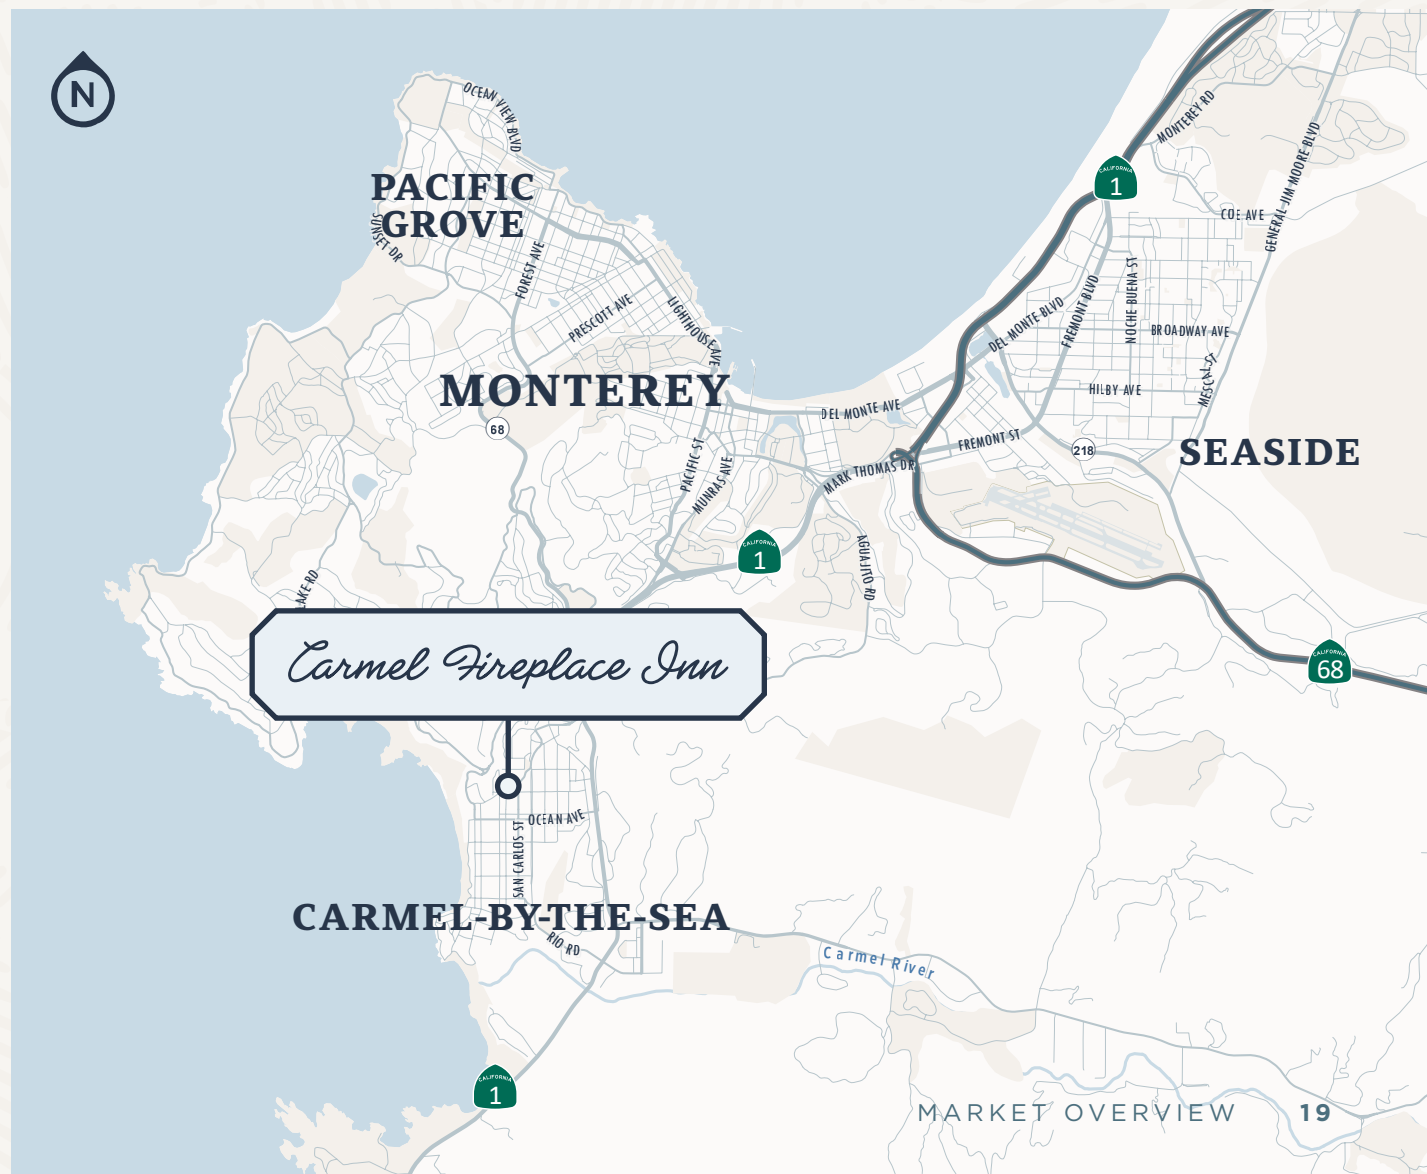 N
OCEAN VIEW BLVD
MONTEREY RD
PACIFIC
GROVE
CALIFORNIA
1
GENERAL JIM MOORE BLVD
COE AVE
SUNSET DR
FOREST AVE
NOCHE BUENA ST
FREMONT BLVD
PRESCOTT AVE
LIGHTHOUSE AVE
DEL MONTE BLVD
BROADWAY AVE
MESCAL ST
MONTEREY
HILBY AVE
DEL MONTE AVE
68
FREMONT ST
218
SEASIDE
PACIFIC ST
MUNRAS AVE
MARK THOMAS DR
CALIFORNIA
1
AGUAJITO RD
LAKE RD
Carmel Fireplace Inn
CALIFORNIA
68
OCEAN AVE
SAN CARLOS ST
CARMEL-BY-THE-SEA
RIO RD
Carmel River
CALIFORNIA
1
MARKET OVERVIEW 19